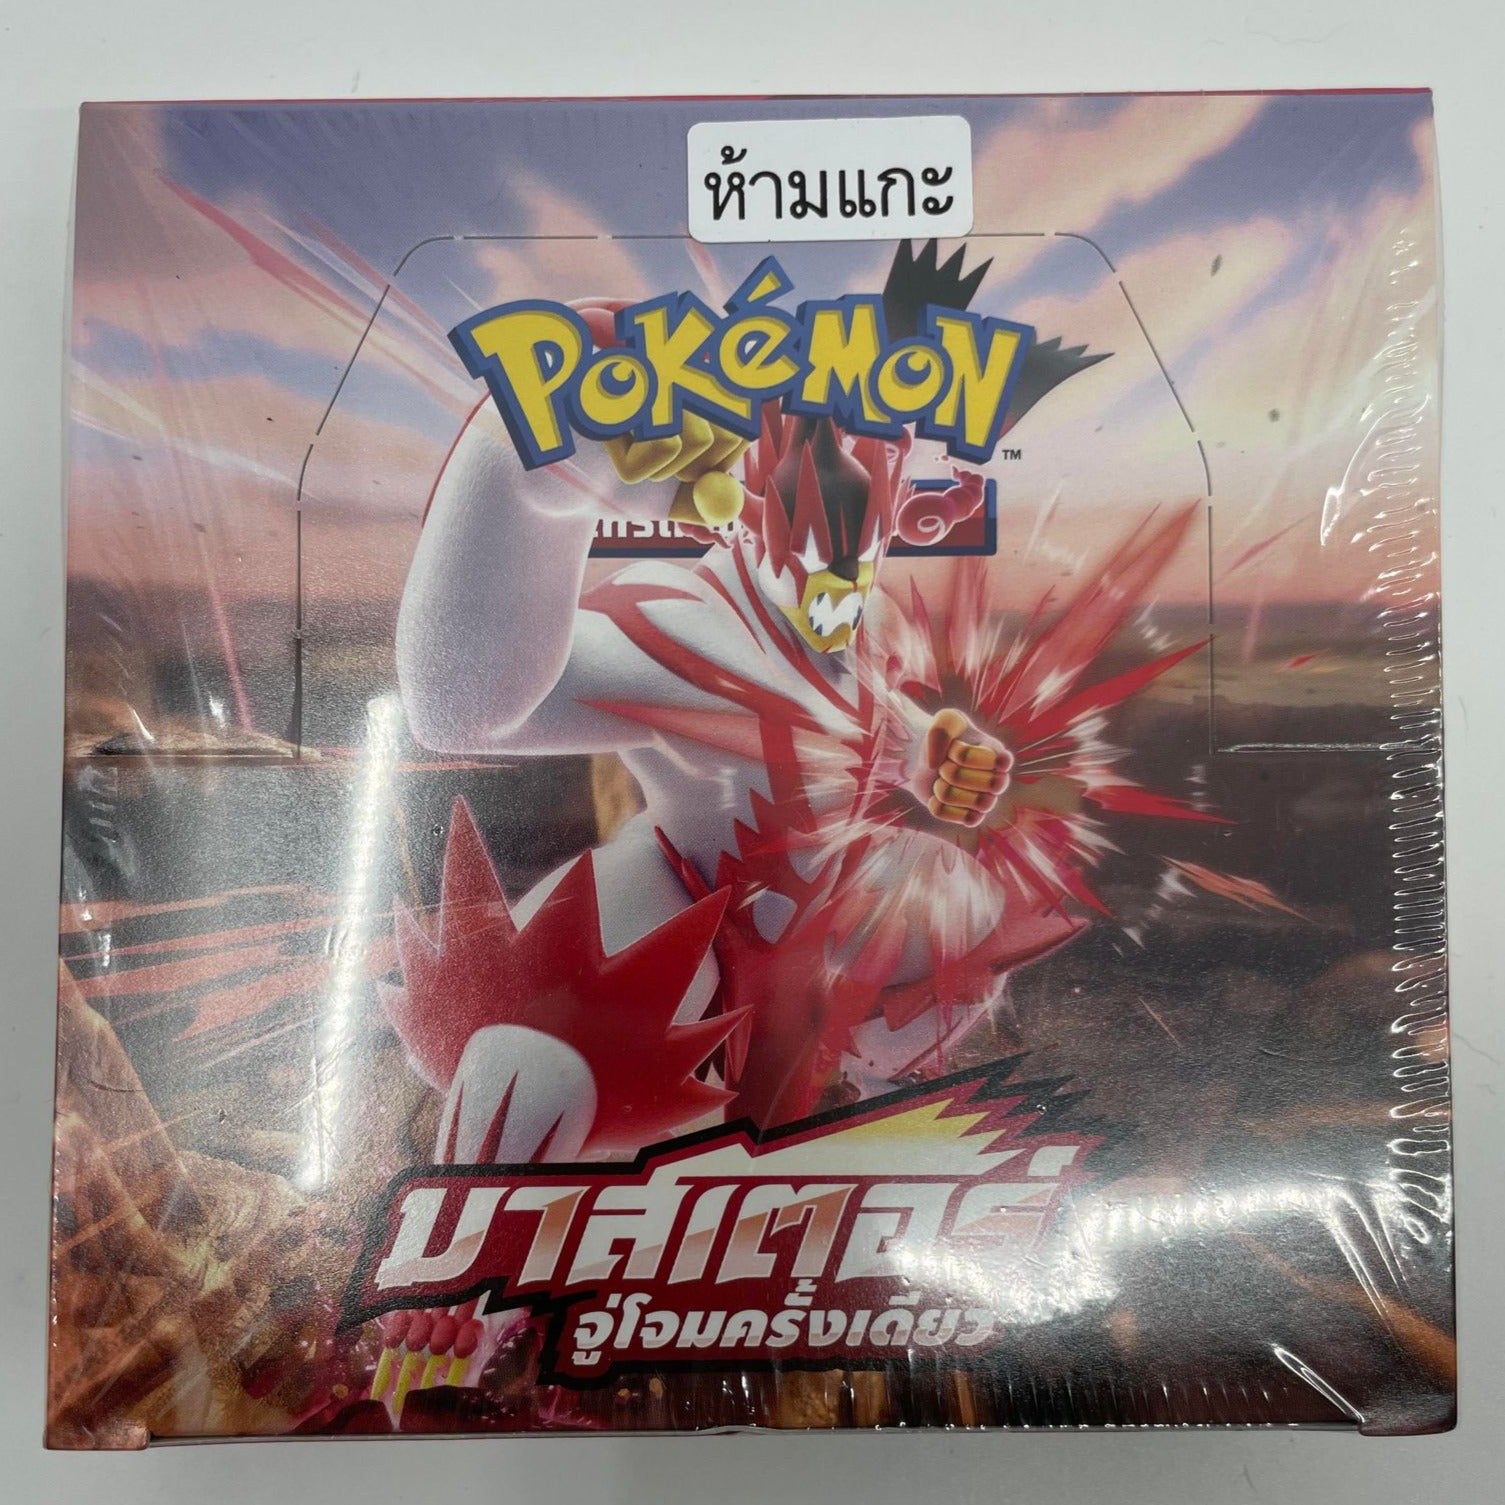 ห้ามแกะ
Pokémon
TM
มาสเตอร์
จู่โจมครั้งเดียว